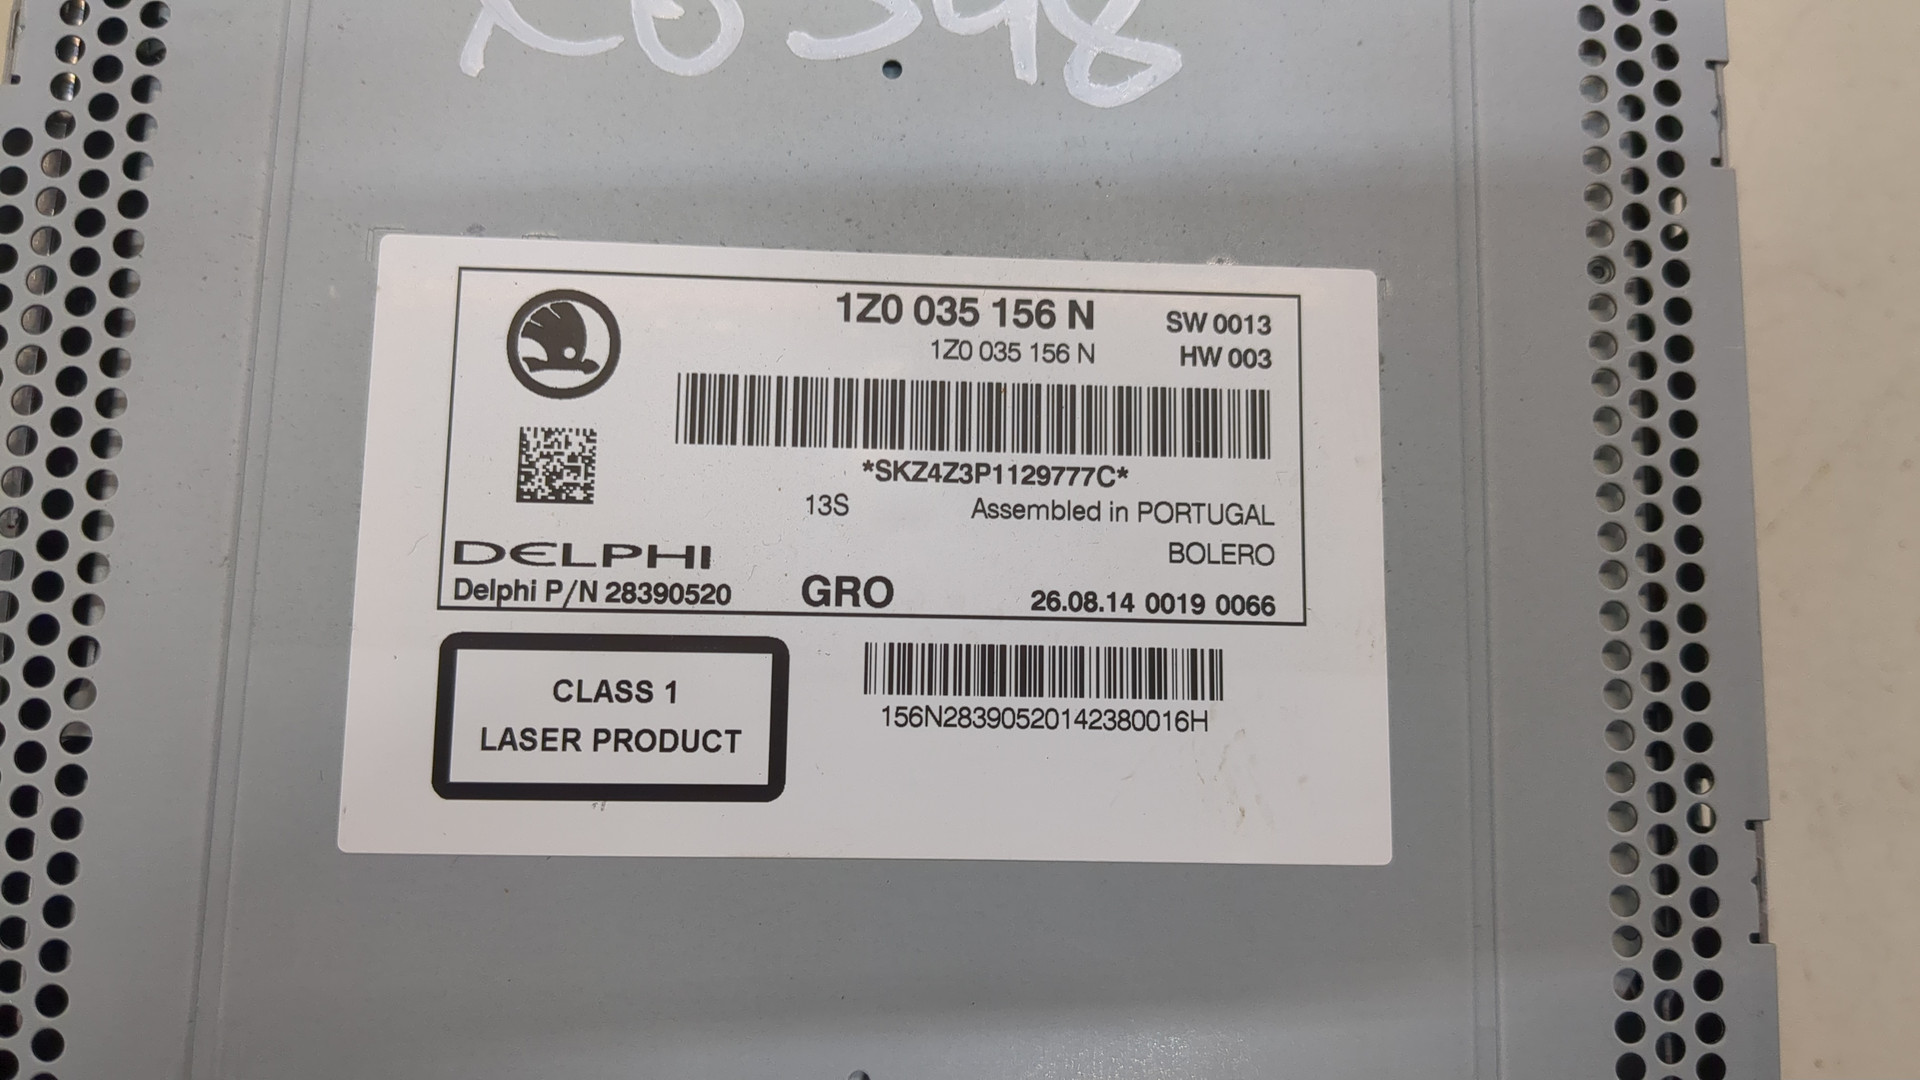 1Z0 035 156 N
SW 0013
1Z0 035 156 N
HW 003
*SKZ4Z3P1129777C*
13S
Assembled in PORTUGAL
DELPHI
BOLERO
Delphi P/N 28390520
GRO
26.08.14 0019 0066
CLASS 1
LASER PRODUCT
156N28390520142380016H